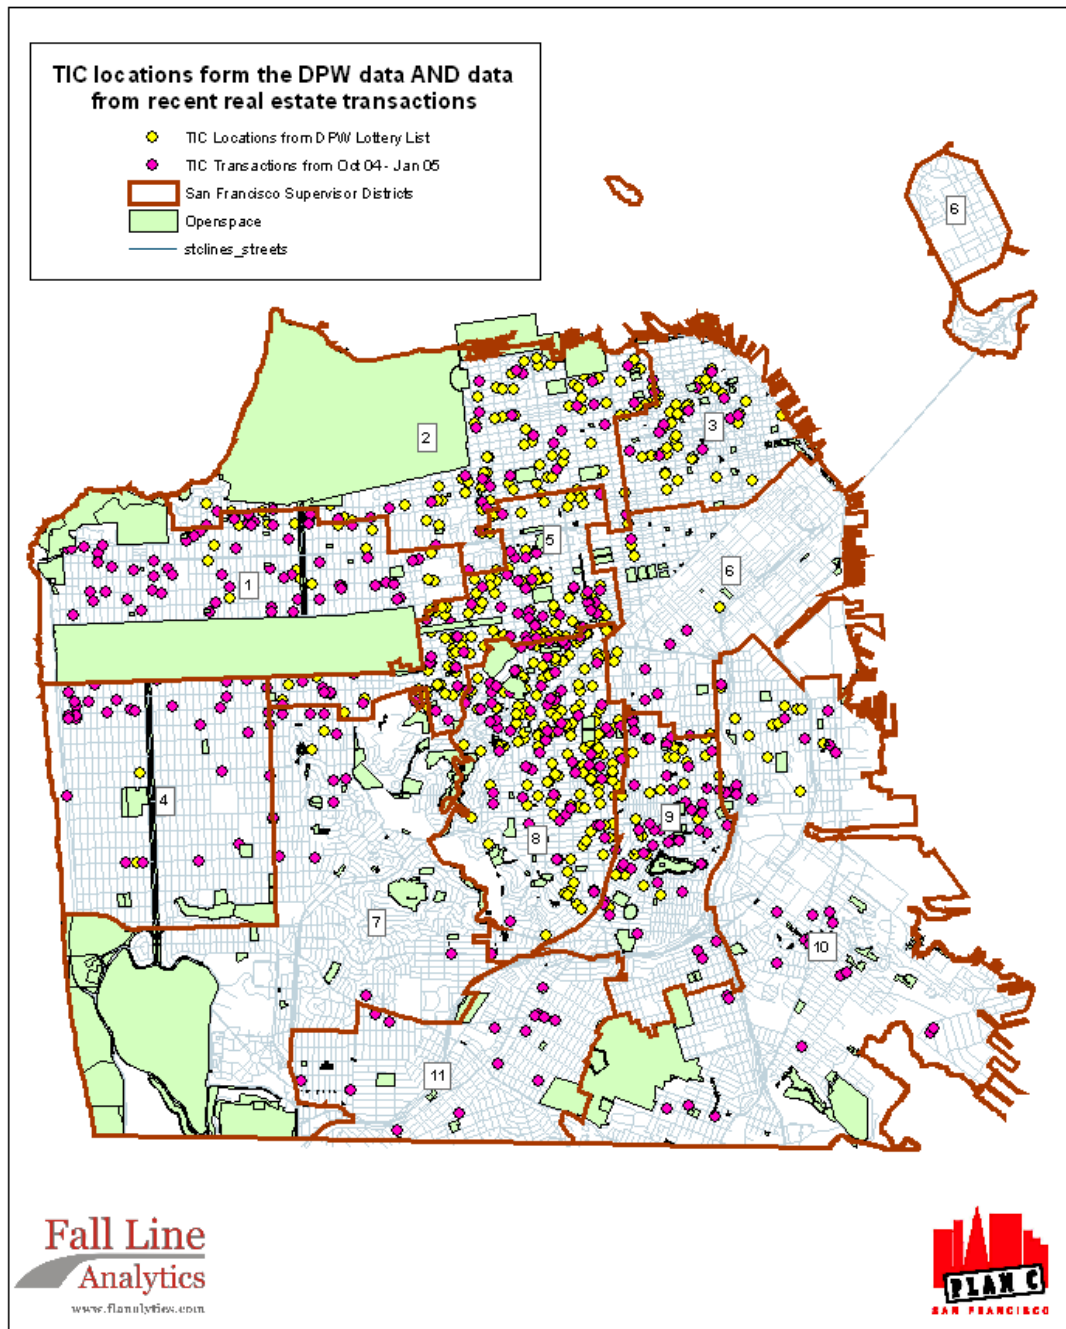 TIC locations form the DPW data AND data
from recent real estate transactions
TIC Locations from DPW Lottery List
TIC Transactions from Oct 04 - Jan 05
San Francisco Supervisor Districts
Openspace
stclines_streets
6
2
3
5
6
1
4
9
8
7
10
11
Fall Line
Analytics
www.flanalytics.com
PLAN C
SAN FRANCISCO